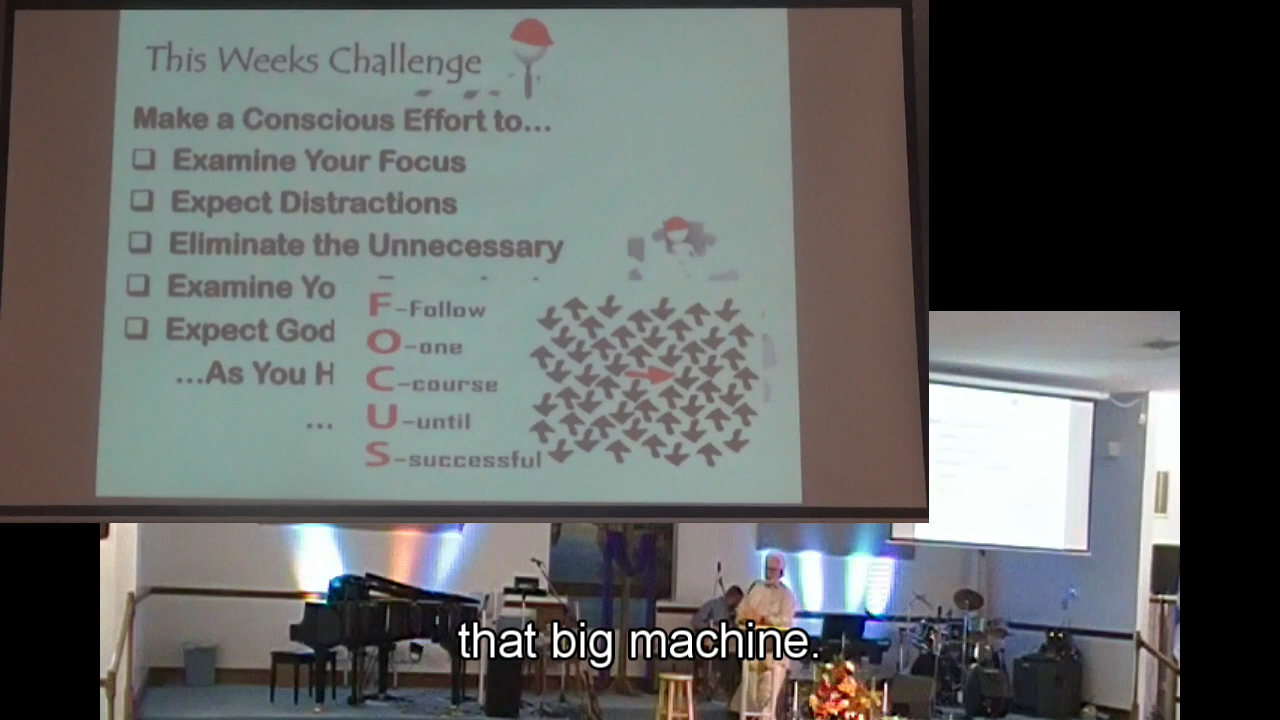 This Weeks Challenge
Make a Conscious Effort to...
❑ Examine Your Focus
❑ Expect Distractions
❑ Eliminate the Unnecessary
❑ Examine Yo
❑ Expect God
...As You H
...
F-Follow
O-one
C-course
U-until
S-successful
that big machine.